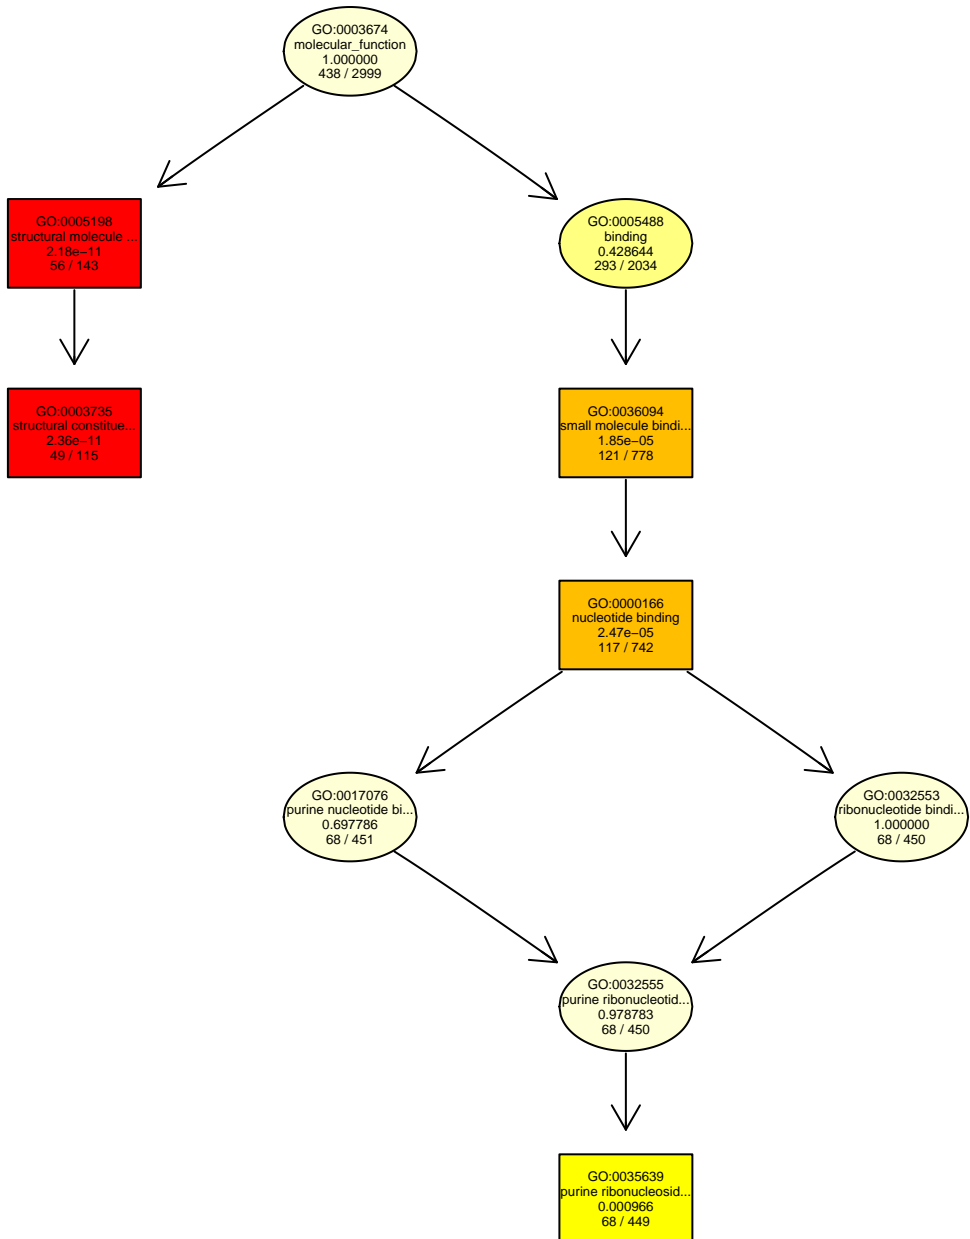 GO:0003674
molecular_function
1.000000
438 / 2999
GO:0005198
structural molecule ...
2.18e−11
56 / 143
GO:0005488
binding
0.428644
293 / 2034
GO:0003735
structural constitue...
2.36e−11
49 / 115
GO:0036094
small molecule bindi...
1.85e−05
121 / 778
GO:0000166
nucleotide binding
2.47e−05
117 / 742
GO:0017076
purine nucleotide bi...
0.697786
68 / 451
GO:0032553
ribonucleotide bindi...
1.000000
68 / 450
GO:0032555
purine ribonucleotid...
0.978783
68 / 450
GO:0035639
purine ribonucleosid...
0.000966
68 / 449